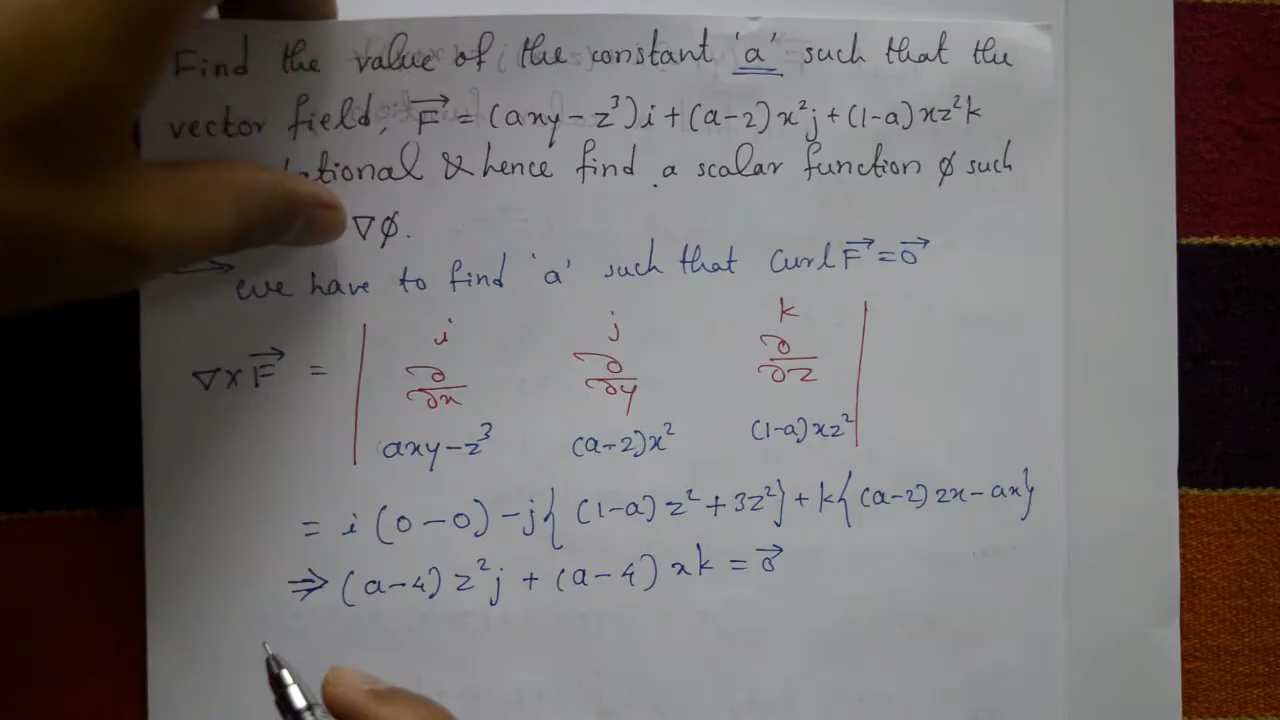 Find the value of the constant 'a' such that the
vector field, F⃗ = (axy - z³)i + (a-2)x²j + (1-a)xz²k
tional & hence find a scalar function φ such
∇φ.
we have to find 'a' such that curl F⃗ = 0⃗
i j k
∇×F⃗ = | ∂/∂x ∂/∂y ∂/∂z |
axy - z³ (a-2)x² (1-a)xz²
= i (0-0) - j{(1-a)z² + 3z²} + k{(a-2)2x - ax}
⇒ (a-4)z²j + (a-4)xk = 0⃗